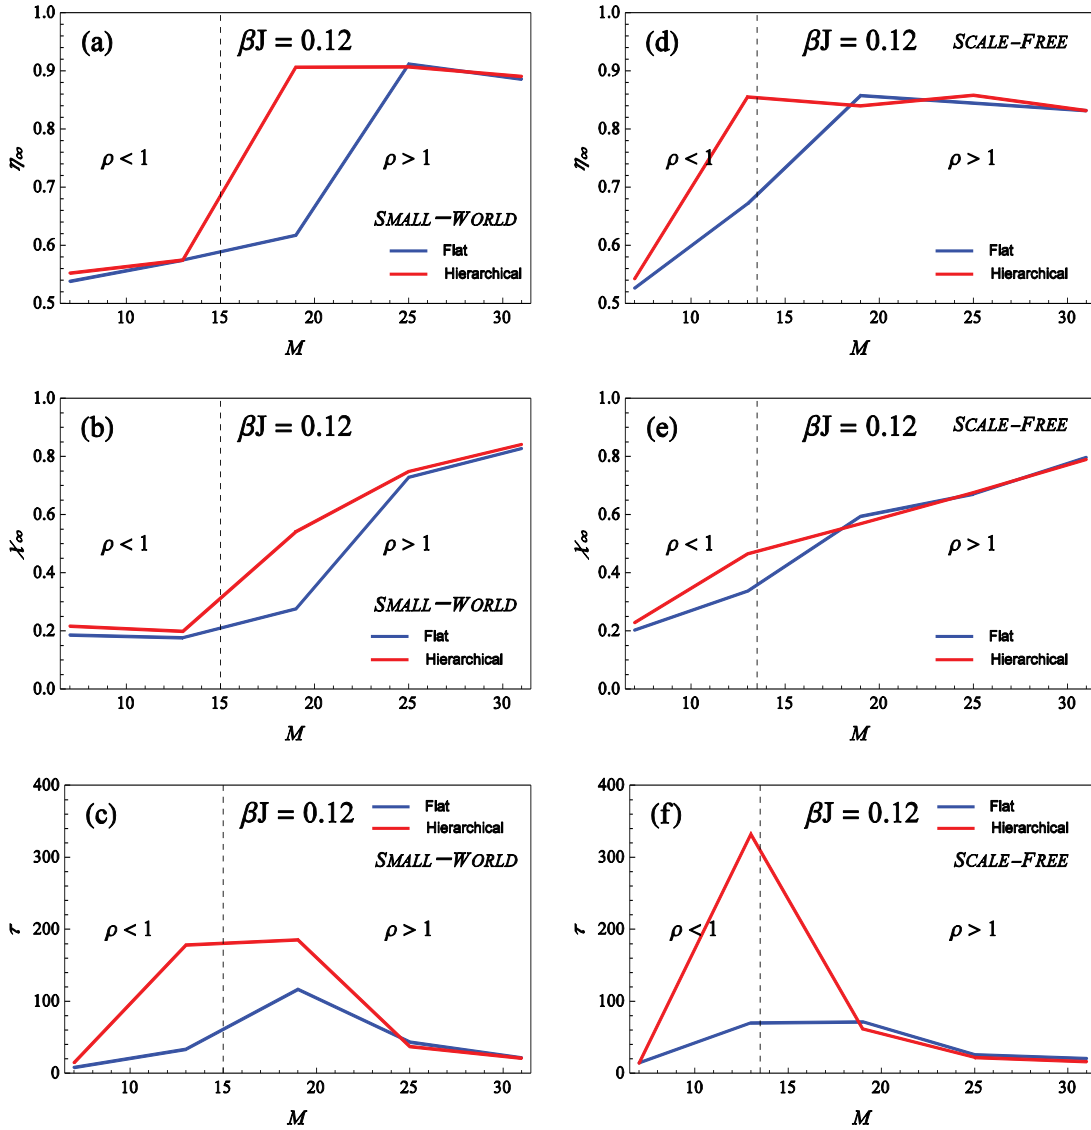 (a)
βJ = 0.12
η∞
1.0
0.9
0.8
0.7
0.6
0.5
ρ < 1
ρ > 1
SMALL−WORLD
Flat
Hierarchical
10
15
20
25
30
M
(d)
βJ = 0.12
SCALE−FREE
η∞
1.0
0.9
0.8
0.7
0.6
0.5
ρ < 1
ρ > 1
Flat
Hierarchical
10
15
20
25
30
M
(b)
βJ = 0.12
χ∞
1.0
0.8
0.6
0.4
0.2
0.0
ρ < 1
ρ > 1
SMALL−WORLD
Flat
Hierarchical
10
15
20
25
30
M
(e)
βJ = 0.12
SCALE−FREE
χ∞
1.0
0.8
0.6
0.4
0.2
0.0
ρ < 1
ρ > 1
Flat
Hierarchical
10
15
20
25
30
M
(c)
βJ = 0.12
Flat
Hierarchical
SMALL−WORLD
τ
400
300
200
100
0
ρ < 1
ρ > 1
10
15
20
25
30
M
(f)
βJ = 0.12
Flat
Hierarchical
SCALE−FREE
τ
400
300
200
100
0
ρ < 1
ρ > 1
10
15
20
25
30
M